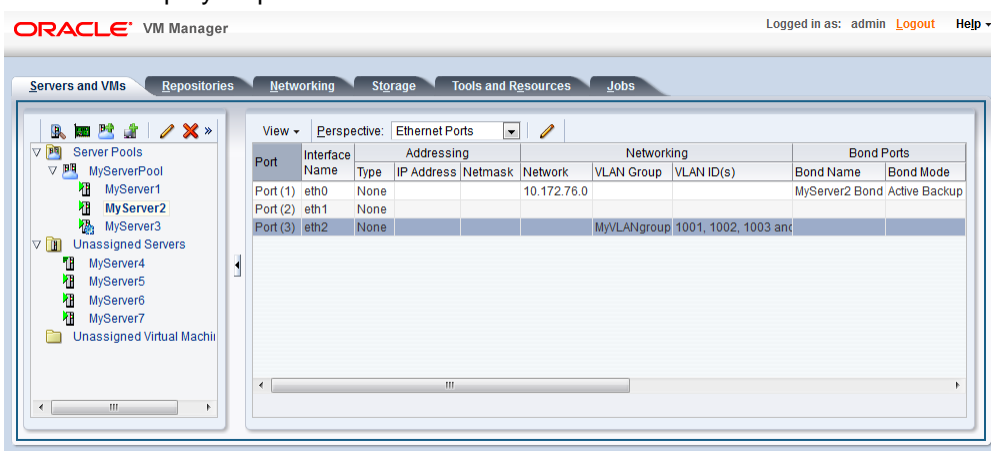 ORACLE VM Manager
Logged in as: admin Logout Help
Servers and VMs Repositories Networking Storage Tools and Resources Jobs
»
View Perspective: Ethernet Ports
Server Pools
MyServerPool
MyServer1
MyServer2
MyServer3
Unassigned Servers
MyServer4
MyServer5
MyServer6
MyServer7
Unassigned Virtual Machi
Addressing Networking Bond Ports
Port Interface Name Type IP Address Netmask Network VLAN Group VLAN ID(s) Bond Name Bond Mode
Port (1) eth0 None 10.172.76.0 MyServer2 Bond Active Backup
Port (2) eth1 None
Port (3) eth2 None MyVLANgroup 1001, 1002, 1003 and